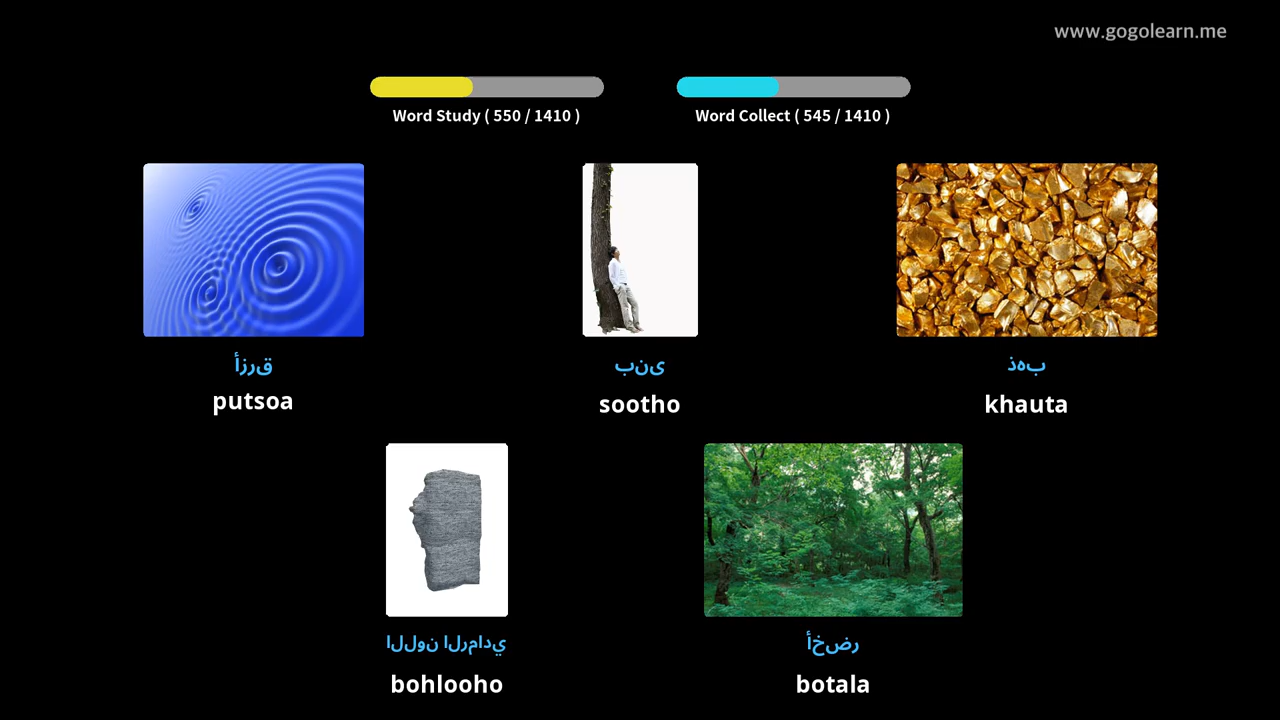 www.gogolearn.me
Word Study ( 550 / 1410 )
Word Collect ( 545 / 1410 )
أزرق
putsoa
بنى
sootho
ذهب
khauta
اللون الرمادي
bohlooho
أخضر
botala